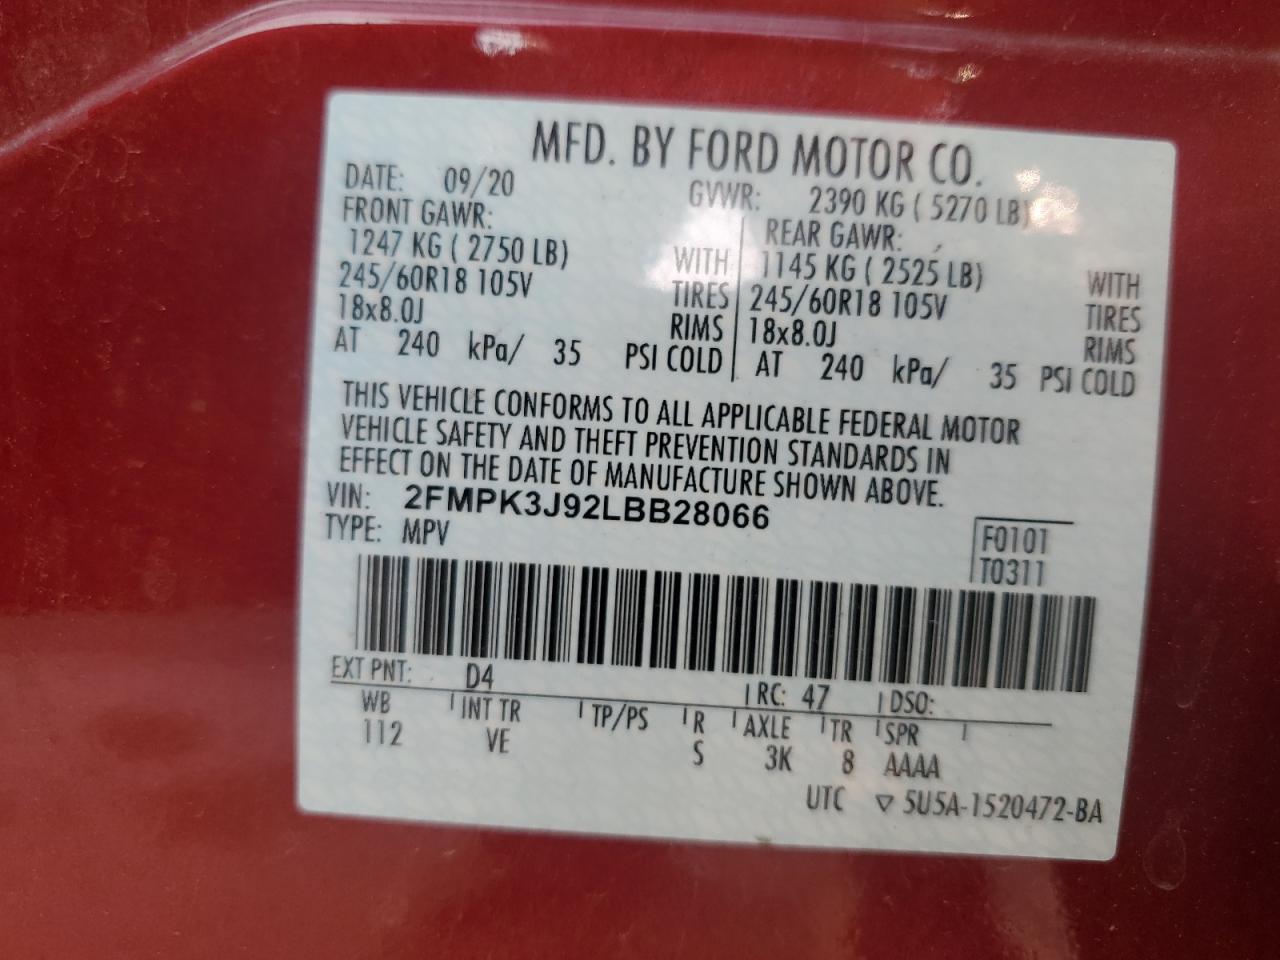 MFD. BY FORD MOTOR CO.
DATE: 09/20 GVWR: 2390 KG ( 5270 LB)
FRONT GAWR: REAR GAWR:
1247 KG ( 2750 LB) WITH 1145 KG ( 2525 LB) WITH
245/60R18 105V TIRES 245/60R18 105V TIRES
18x8.0J RIMS 18x8.0J RIMS
AT 240 kPa/ 35 PSI COLD AT 240 kPa/ 35 PSI COLD
THIS VEHICLE CONFORMS TO ALL APPLICABLE FEDERAL MOTOR
VEHICLE SAFETY AND THEFT PREVENTION STANDARDS IN
EFFECT ON THE DATE OF MANUFACTURE SHOWN ABOVE.
VIN: 2FMPK3J92LBB28066
TYPE: MPV
F0101
T0311
EXT PNT: D4 RC: 47 DSO:
WB INT TR TP/PS R AXLE TR SPR
112 VE S 3K 8 AAAA
UTC ▽ 5U5A-1520472-BA